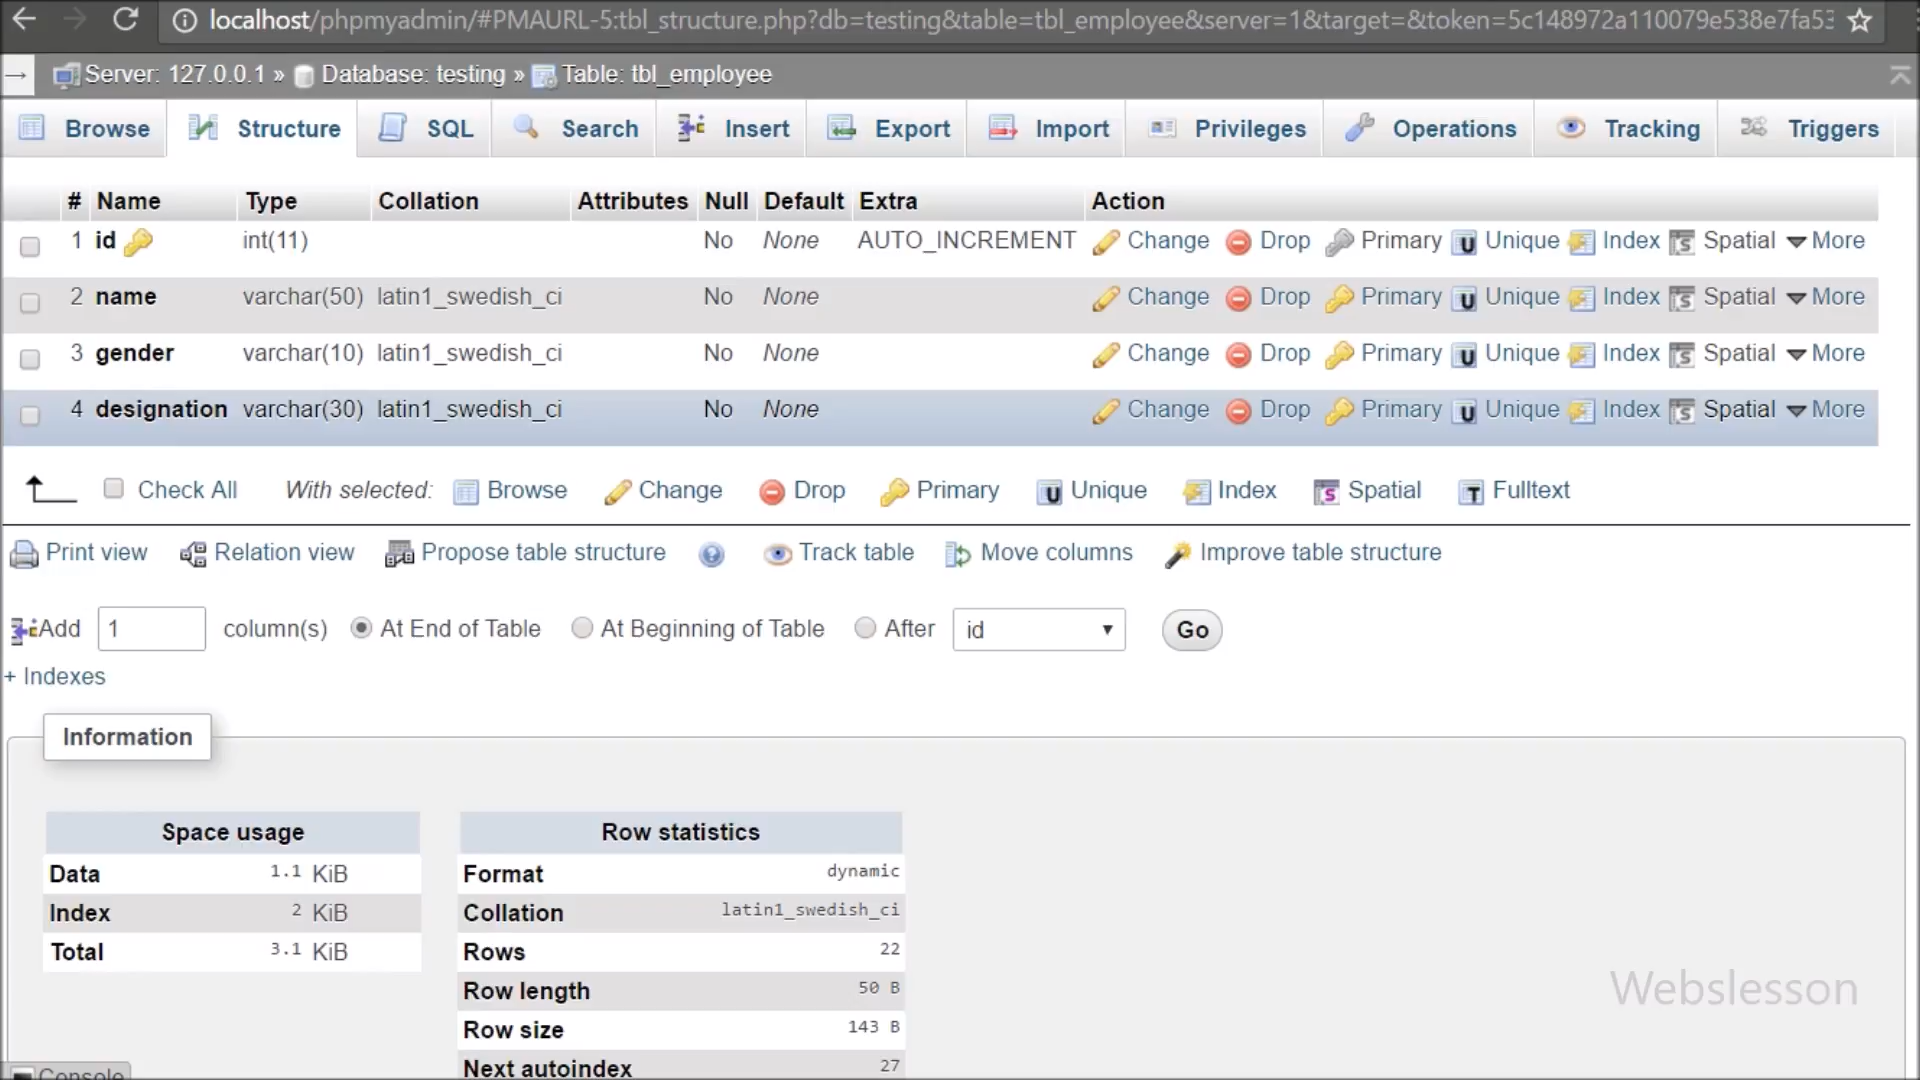 localhost/phpmyadmin/#PMAURL-5:tbl_structure.php?db=testing&table=tbl_employee&server=1&target=&token=5c148972a110079e538e7fa53
Server: 127.0.0.1 » Database: testing » Table: tbl_employee
Browse Structure SQL Search Insert Export Import Privileges Operations Tracking Triggers
# Name Type Collation Attributes Null Default Extra Action
1 id int(11) No None AUTO_INCREMENT Change Drop Primary Unique Index Spatial More
2 name varchar(50) latin1_swedish_ci No None Change Drop Primary Unique Index Spatial More
3 gender varchar(10) latin1_swedish_ci No None Change Drop Primary Unique Index Spatial More
4 designation varchar(30) latin1_swedish_ci No None Change Drop Primary Unique Index Spatial More
Check All With selected: Browse Change Drop Primary Unique Index Spatial Fulltext
Print view Relation view Propose table structure Track table Move columns Improve table structure
Add 1 column(s) At End of Table At Beginning of Table After id Go
+ Indexes
Information
Space usage
Data 1.1 KiB
Index 2 KiB
Total 3.1 KiB
Row statistics
Format dynamic
Collation latin1_swedish_ci
Rows 22
Row length 50 B
Row size 143 B
Next autoindex 27
Webslesson
Console